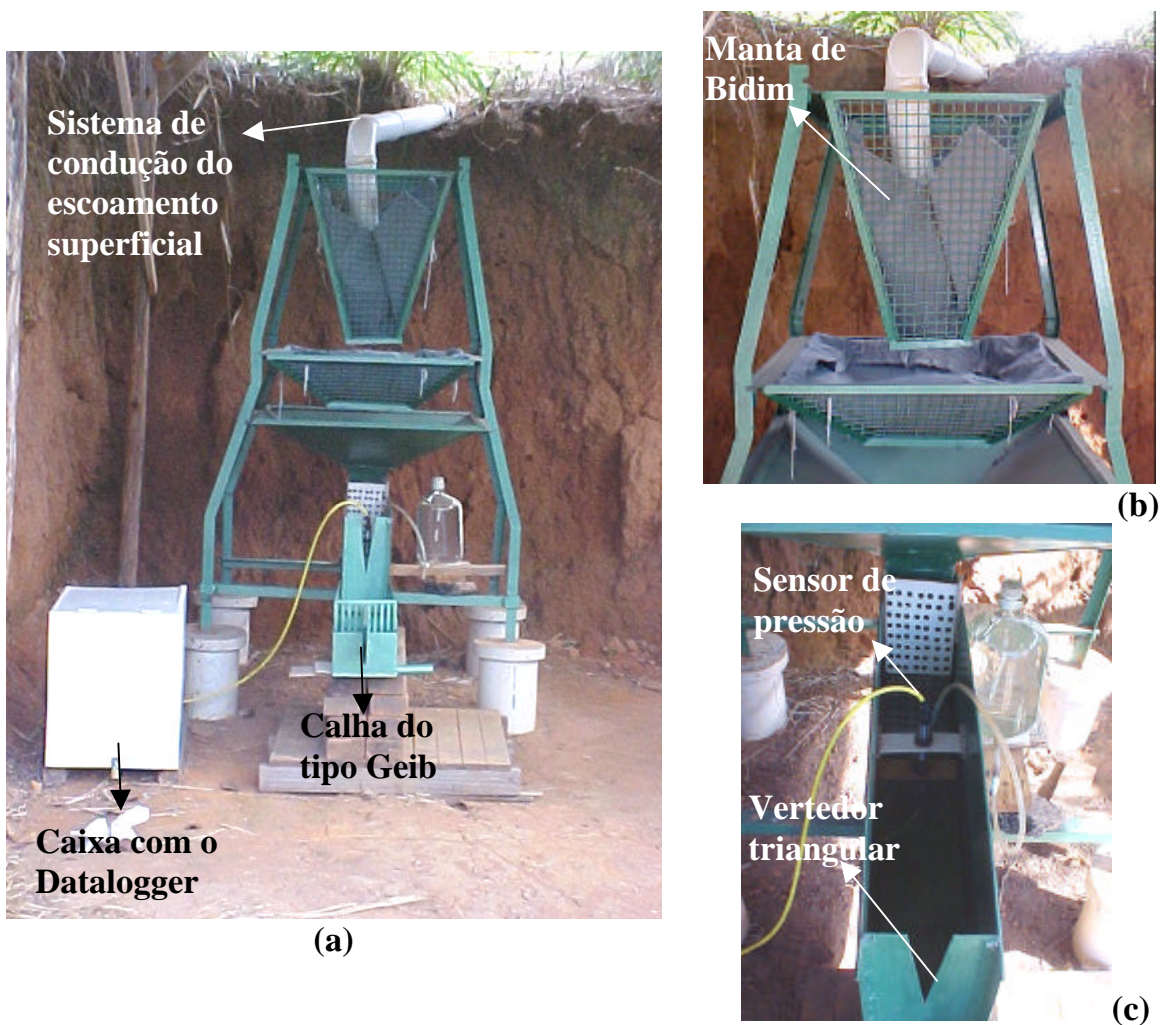 Sistema de
condução do
escoamento
superficial
Calha do
tipo Geib
Caixa com o
Datalogger
(a)
Manta de
Bidim
(b)
Sensor de
pressão
Vertedor
triangular
(c)